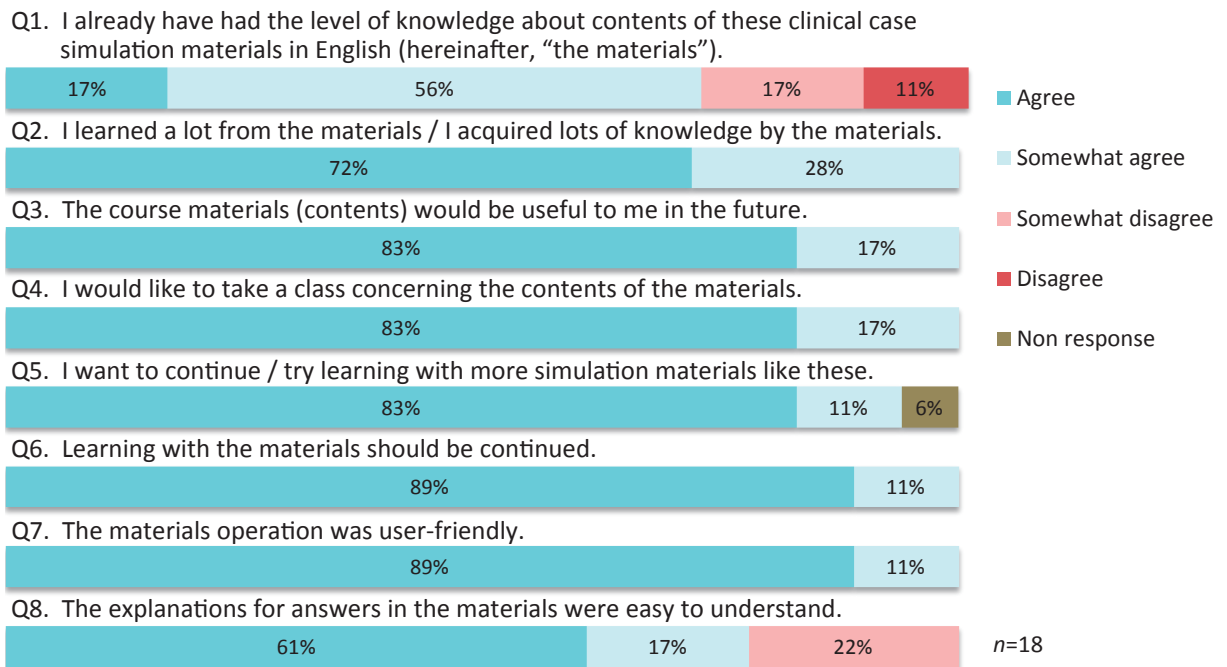 Q1. I already have had the level of knowledge about contents of these clinical case
simulation materials in English (hereinafter, “the materials”).
17% 56% 17% 11%
Agree
Q2. I learned a lot from the materials / I acquired lots of knowledge by the materials.
Somewhat agree
72% 28%
Q3. The course materials (contents) would be useful to me in the future.
Somewhat disagree
83% 17%
Disagree
Q4. I would like to take a class concerning the contents of the materials.
83% 17%
Non response
Q5. I want to continue / try learning with more simulation materials like these.
83% 11% 6%
Q6. Learning with the materials should be continued.
89% 11%
Q7. The materials operation was user-friendly.
89% 11%
Q8. The explanations for answers in the materials were easy to understand.
61% 17% 22%
n=18